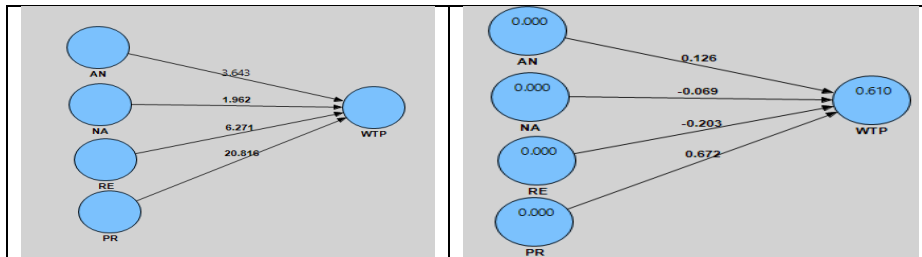 AN
3.643
NA
1.962
WTP
RE
6.271
20.816
PR
0.000
AN
0.126
0.000
NA
-0.069
0.610
WTP
0.000
RE
-0.203
0.672
0.000
PR